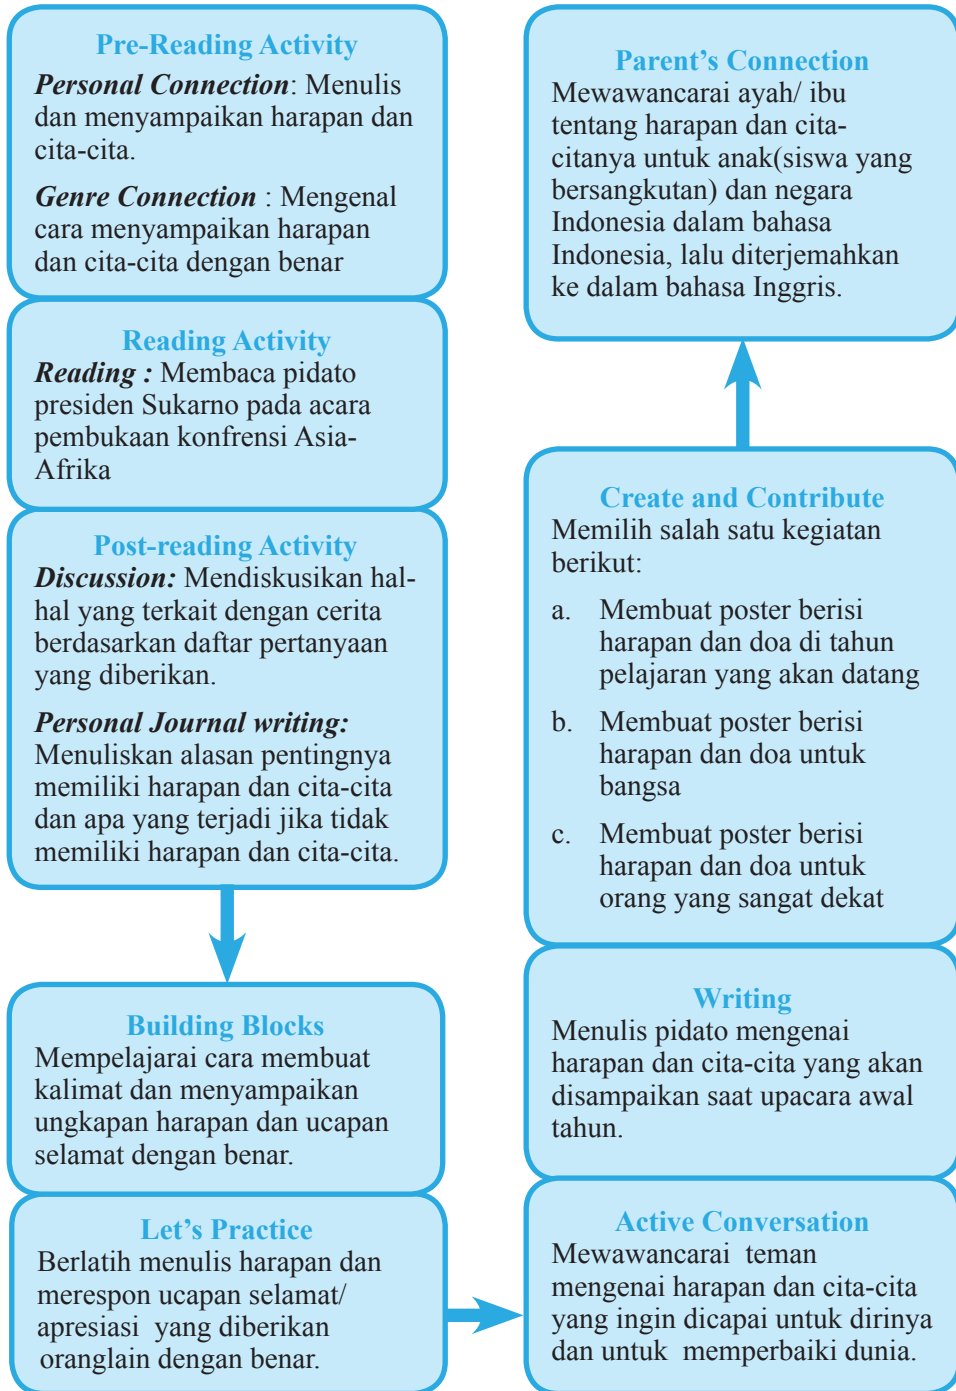 Pre-Reading Activity
Personal Connection: Menulis
dan menyampaikan harapan dan
cita-cita.
Genre Connection : Mengenal
cara menyampaikan harapan
dan cita-cita dengan benar
Reading Activity
Reading : Membaca pidato
presiden Sukarno pada acara
pembukaan konfrensi Asia-
Afrika
Post-reading Activity
Discussion: Mendiskusikan hal-
hal yang terkait dengan cerita
berdasarkan daftar pertanyaan
yang diberikan.
Personal Journal writing:
Menuliskan alasan pentingnya
memiliki harapan dan cita-cita
dan apa yang terjadi jika tidak
memiliki harapan dan cita-cita.
Building Blocks
Mempelajarai cara membuat
kalimat dan menyampaikan
ungkapan harapan dan ucapan
selamat dengan benar.
Let's Practice
Berlatih menulis harapan dan
merespon ucapan selamat/
apresiasi yang diberikan
oranglain dengan benar.
Active Conversation
Mewawancarai teman
mengenai harapan dan cita-cita
yang ingin dicapai untuk dirinya
dan untuk memperbaiki dunia.
Writing
Menulis pidato mengenai
harapan dan cita-cita yang akan
disampaikan saat upacara awal
tahun.
Create and Contribute
Memilih salah satu kegiatan
berikut:
a. Membuat poster berisi
harapan dan doa di tahun
pelajaran yang akan datang
b. Membuat poster berisi
harapan dan doa untuk
bangsa
c. Membuat poster berisi
harapan dan doa untuk
orang yang sangat dekat
Parent's Connection
Mewawancarai ayah/ ibu
tentang harapan dan cita-
citanya untuk anak(siswa yang
bersangkutan) dan negara
Indonesia dalam bahasa
Indonesia, lalu diterjemahkan
ke dalam bahasa Inggris.